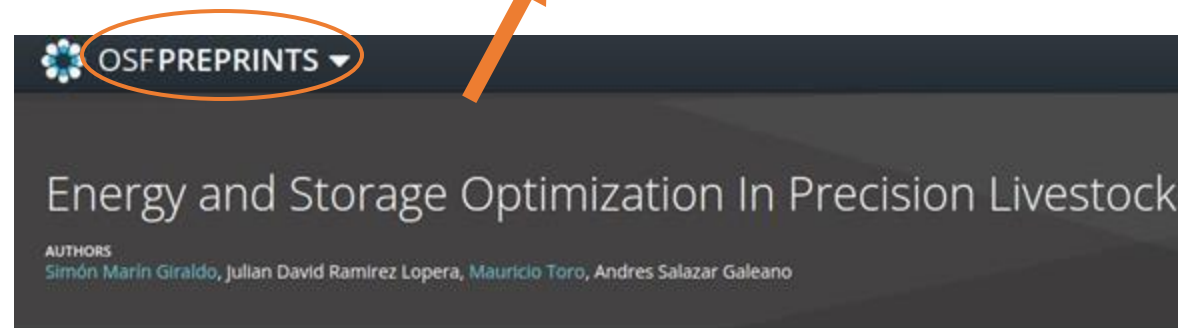 OSFPREPRINTS
Energy and Storage Optimization In Precision Livestock
AUTHORS
Simón Marín Giraldo, Julian David Ramirez Lopera, Mauricio Toro, Andres Salazar Galeano